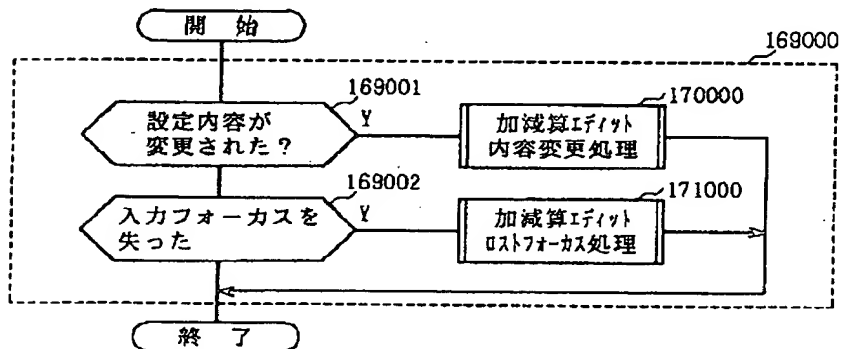 開 始
169000
169001
設定内容が
変更された?
Y
170000
加減算エディット
内容変更処理
169002
入力フォーカスを
失った
Y
171000
加減算エディット
ロストフォーカス処理
終 了